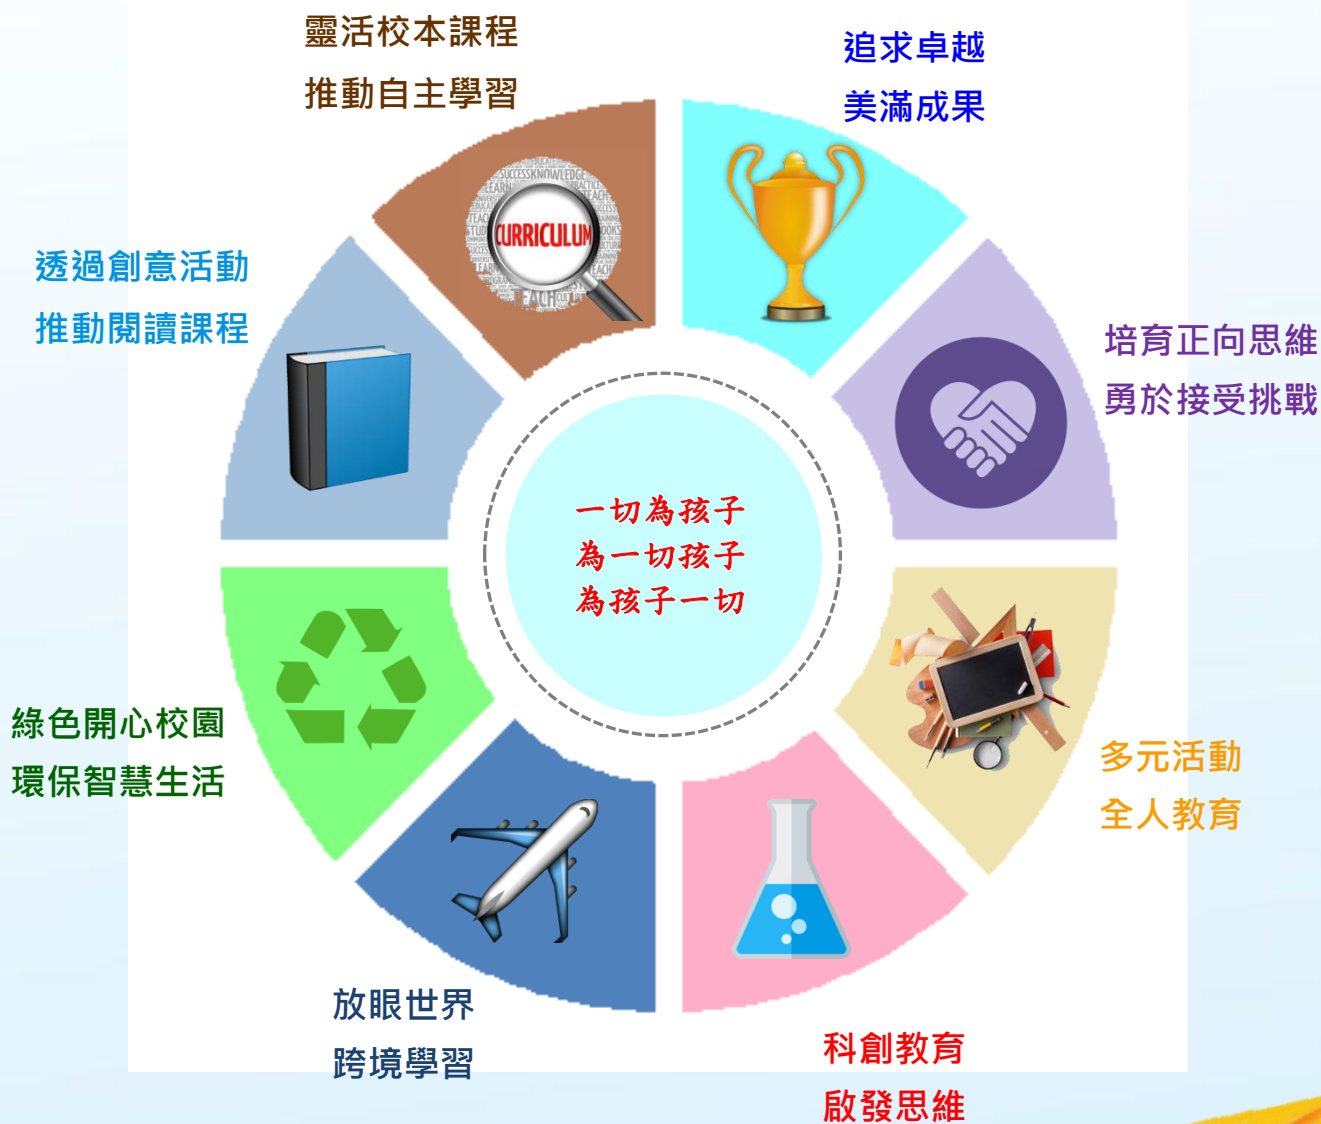 靈活校本課程
推動自主學習
追求卓越
美滿成果
透過創意活動
推動閱讀課程
培育正向思維
勇於接受挑戰
一切為孩子
為一切孩子
為孩子一切
綠色開心校園
環保智慧生活
多元活動
全人教育
放眼世界
跨境學習
科創教育
啟發思維
CURRICULUM
SUCCESS KNOWLEDGE
TEACH